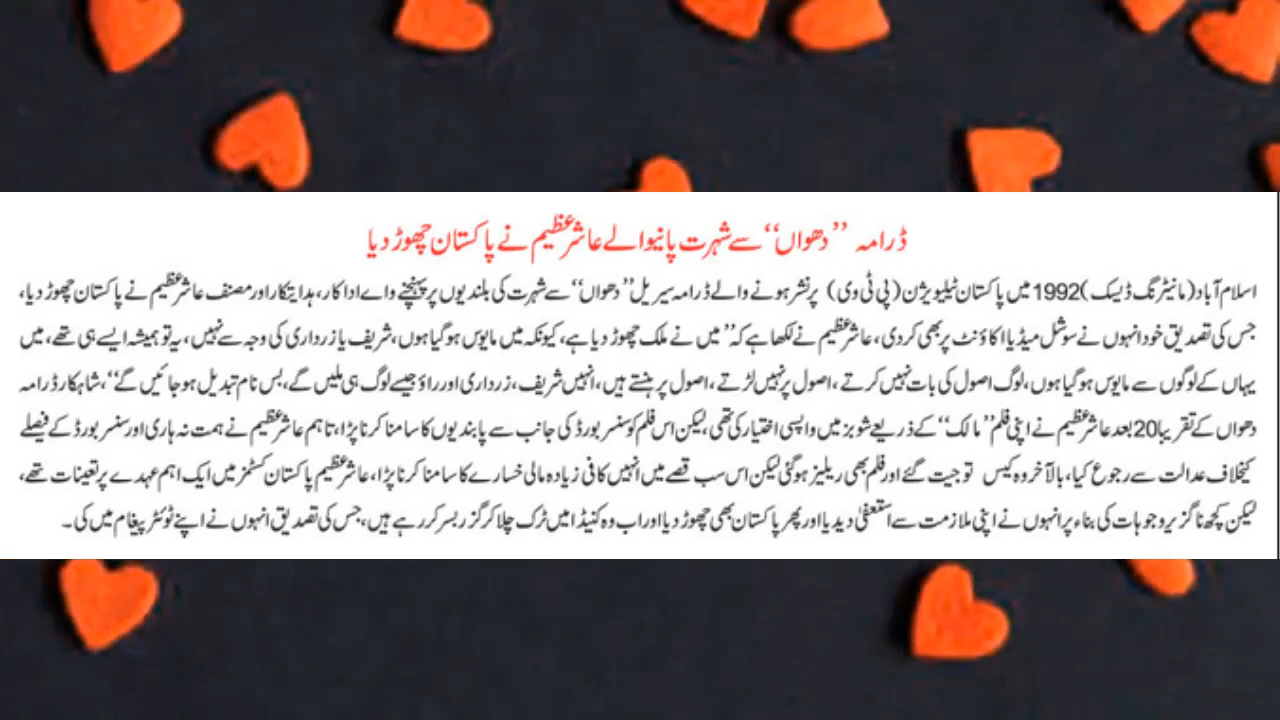 ڈرامہ ”دھواں“ سے شہرت پانیوالے عاشر عظیم نے پاکستان چھوڑ دیا
اسلام آباد (مانیٹرنگ ڈیسک) 1992 میں پاکستان ٹیلیویژن (پی ٹی وی) پر نشر ہونے والے ڈرامہ سیریل ”دھواں“ سے شہرت کی بلندیوں پر پہنچنے واے اداکار، ہدایتکار اور مصنف عاشر عظیم نے پاکستان چھوڑ دیا،
جس کی تصدیق خود انہوں نے سوشل میڈیا اکاؤنٹ پر بھی کر دی، عاشر عظیم نے لکھا ہے کہ ”میں نے ملک چھوڑ دیا ہے، کیونکہ میں مایوس ہو گیا ہوں، شریف یا زرداری کی وجہ سے نہیں، یہ تو ہمیشہ ایسے ہی تھے، میں
یہاں کے لوگوں سے مایوس ہو گیا ہوں، لوگ اصول کی بات نہیں کرتے، اصول پر نہیں لڑتے، اصول پر ہنستے ہیں، انہیں شریف، زرداری اور راؤ جیسے لوگ ہی ملیں گے، بس نام تبدیل ہو جائیں گے“، شاہکار ڈرامہ
دھواں کے تقریبا 20 بعد عاشر عظیم نے اپنی فلم ”مالک“ کے ذریعے شوبز میں واپسی اختیار کی تھی، لیکن اس فلم کو سنسر بورڈ کی جانب سے پابندیوں کا سامنا کرنا پڑا، تاہم عاشر عظیم نے ہمت نہ ہاری اور سنسر بورڈ کے فیصلے
کیخلاف عدالت سے رجوع کیا، بالآخر وہ کیس تو جیت گئے اور فلم بھی ریلیز ہو گئی لیکن اس سب قصے میں انہیں کافی زیادہ مالی خسارے کا سامنا کرنا پڑا، عاشر عظیم پاکستان کسٹمز میں ایک اہم عہدے پر تعینات تھے،
لیکن کچھ ناگزیر وجوہات کی بناء پر انہوں نے اپنی ملازمت سے استعفیٰ دیدیا اور پھر پاکستان بھی چھوڑ دیا اور اب وہ کینیڈا میں ٹرک چلا کر گزر بسر کر رہے ہیں، جس کی تصدیق انہوں نے اپنے ٹوئٹر پیغام میں کی۔